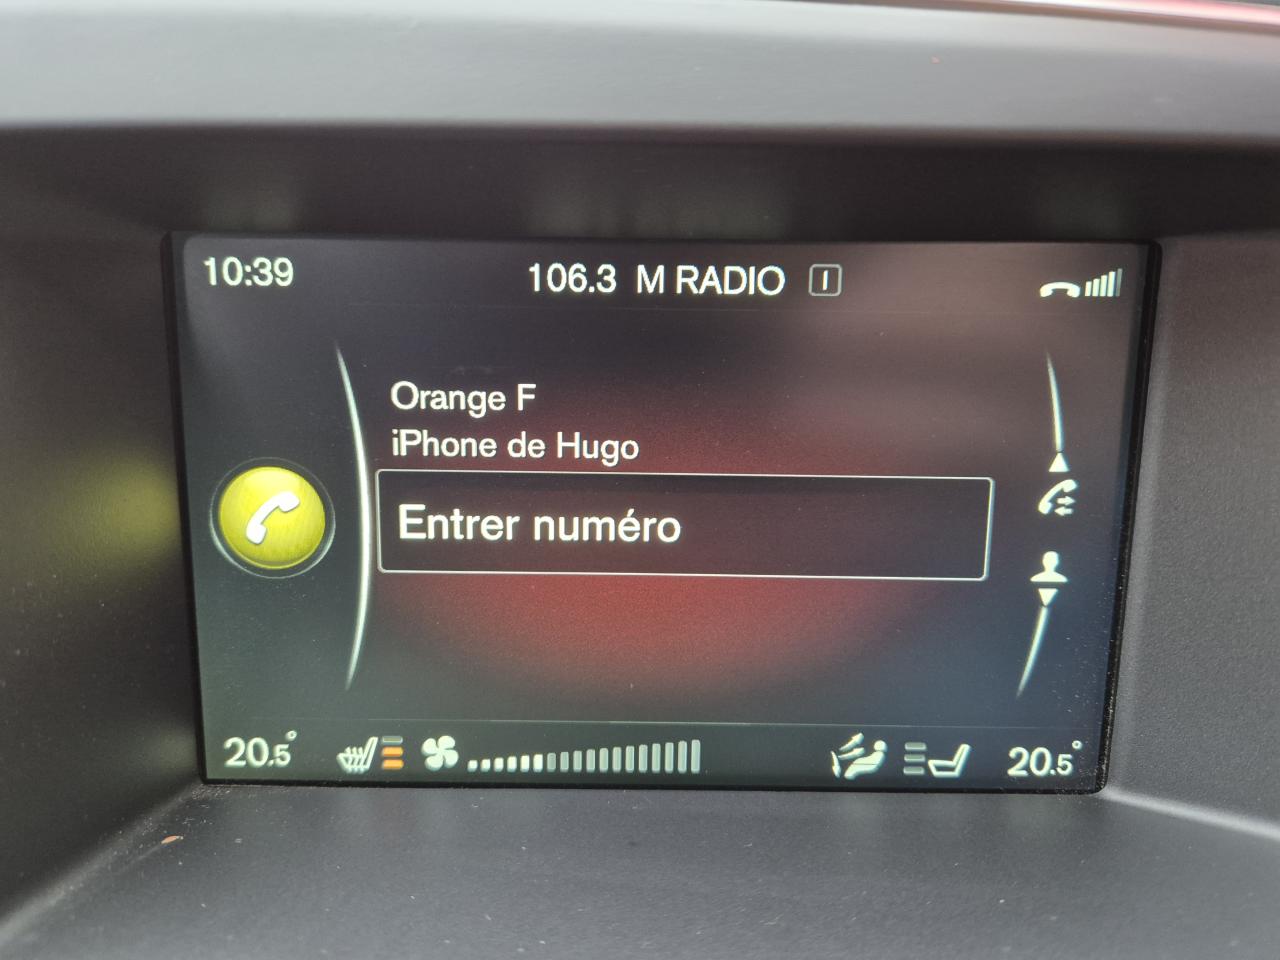 10:39
106.3 M RADIO I
Orange F
iPhone de Hugo
Entrer numéro
20.5° 20.5°